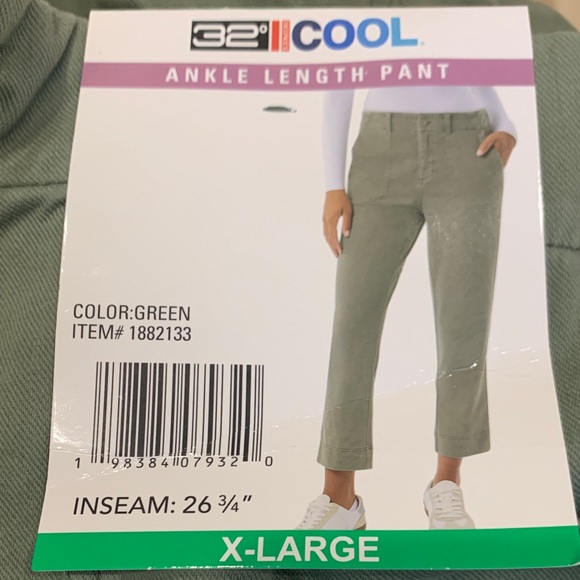 32° COOL
ANKLE LENGTH PANT
COLOR:GREEN
ITEM# 1882133
1 98384 07932 0
INSEAM: 26 ¾"
X-LARGE